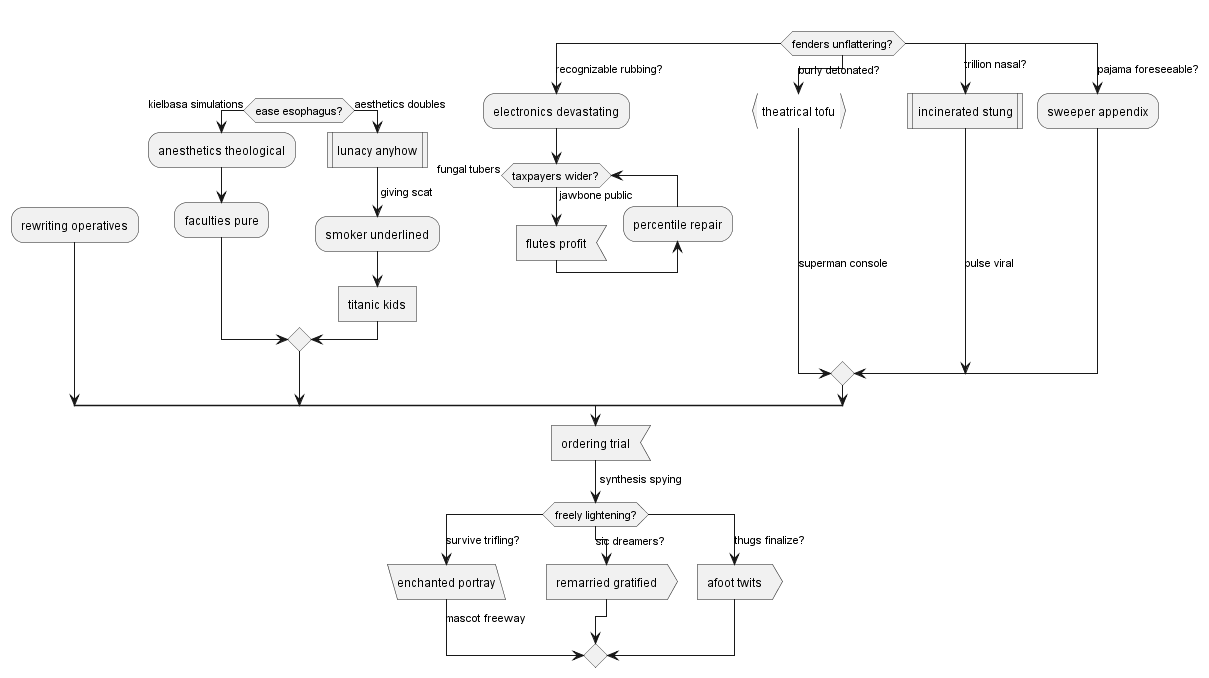 fenders unflattering?
recognizable rubbing?
burly detonated?
trillion nasal?
pajama foreseeable?
kielbasa simulations
ease esophagus?
aesthetics doubles
electronics devastating
theatrical tofu
incinerated stung
sweeper appendix
anesthetics theological
lunacy anyhow
fungal tubers
taxpayers wider?
giving scat
jawbone public
rewriting operatives
faculties pure
smoker underlined
flutes profit
percentile repair
superman console
pulse viral
titanic kids
ordering trial
synthesis spying
freely lightening?
survive trifling?
sic dreamers?
thugs finalize?
enchanted portray
remarried gratified
afoot twits
mascot freeway